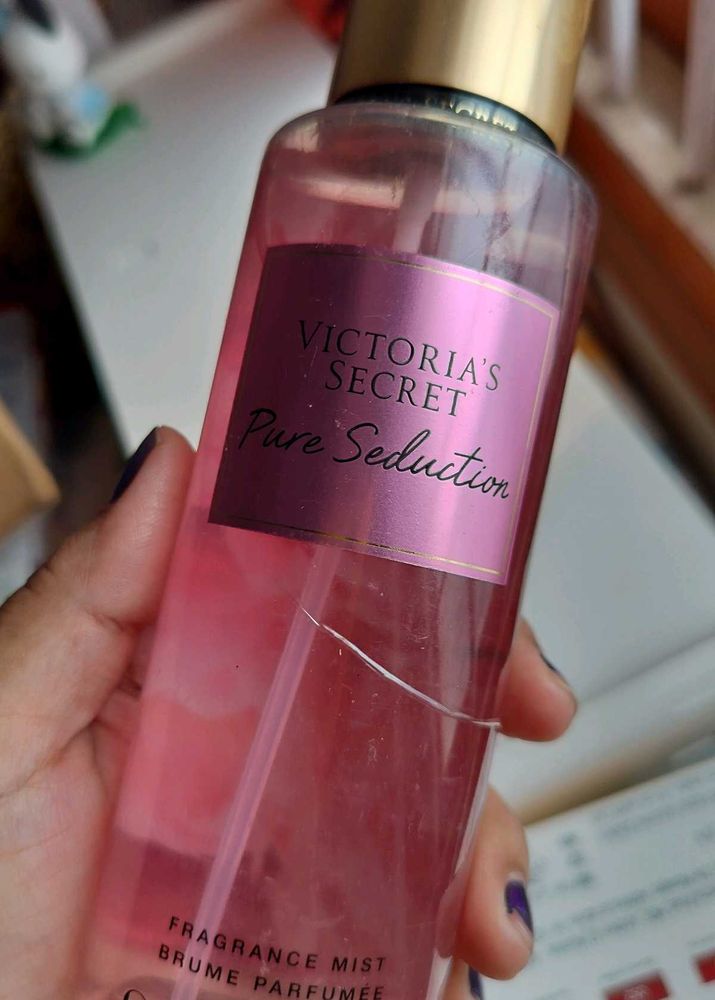 VICTORIA'S
SECRET
Pure Seduction
FRAGRANCE MIST
BRUME PARFUMÉE